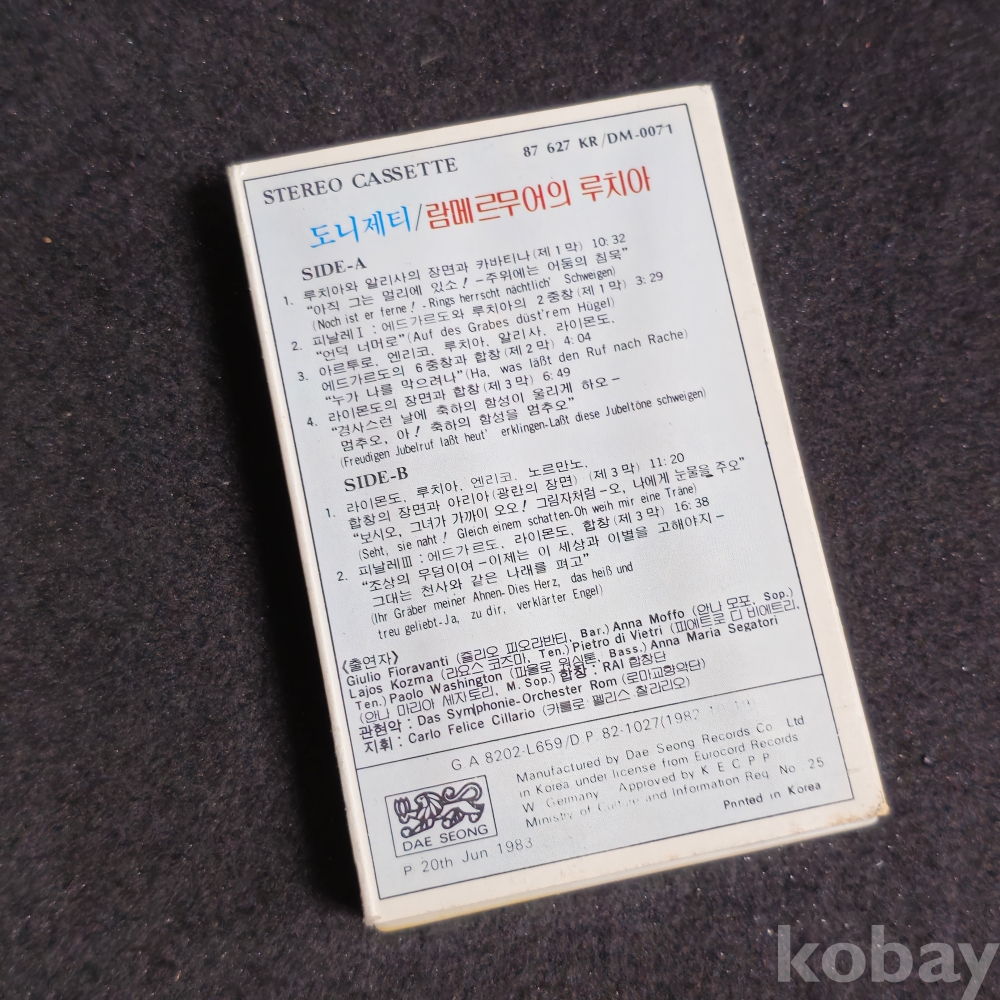 STEREO CASSETTE
87 627 KR/DM-0071
도니제티/람메르무어의 루치아
SIDE-A
1. 루치아와 알리사의 장면과 카바티나(제1막) 10:32
"아직 그는 멀리에 있소! -주위에는 어둠의 침묵"
(Noch ist er ferne! -Rings herrscht nächtlich' Schweigen)
2. 피날레Ⅰ: 에드가르도와 루치아의 2중창(제1막) 3:29
"언덕 너머로"(Auf des Grabes düst'rem Hügel)
3. 아르투로, 엔리코, 루치아, 알리사, 라이몬도,
에드가르도의 6중창과 합창(제2막) 4:04
"누가 나를 막으려나"(Ha, was läßt den Ruf nach Rache)
4. 라이몬도의 장면과 합창(제3막) 6:49
"경사스런 날에 축하의 함성이 울리게 하오-
멈추오, 아! 축하의 함성을 멈추오"
(Freudigen Jubelruf laßt heut' erklingen-Laßt diese Jubeltöne schweigen)
SIDE-B
1. 라이몬도, 루치아, 엔리코, 노르만노,
합창의 장면과 아리아(광란의 장면) (제3막) 11:20
"보시오, 그녀가 가까이 오오! 그림자처럼-오, 나에게 눈물을 주오"
(Seht, sie naht! Gleich einem schatten-Oh weih mir eine Träne)
2. 피날레Ⅲ: 에드가르도, 라이몬도, 합창(제3막) 16:38
"조상의 무덤이여-이제는 이 세상과 이별을 고해야지-
그대는 천사와 같은 나래를 펴고"
(Ihr Gräber meiner Ahnen-Dies Herz, das heiß und
treu geliebt-Ja, zu dir, verklärter Engel)
〈출연자〉
Giulio Fioravanti (줄리오 피오라반티, Bar.) Anna Moffo (안나 모포, Sop.)
Lajos Kozma (라요스 코즈마, Ten.) Pietro di Vietri (피에트로 디 비에트리,
Ten.) Paolo Washington (파올로 워싱톤, Bass.) Anna Maria Segatori
(안나 마리아 세자토리, M. Sop.) 합창: RAI 합창단
관현악: Das Symphonie-Orchester Rom (로마교향악단)
지휘: Carlo Felice Cillario (카를로 펠리스 찰라리오)
G A 8202-L659/D P 82-1027(1982
DAE SEONG
Manufactured by Dae Seong Records Co Ltd
in Korea under license from Eurocord Records
W Germany Approved by K E C P P
Ministry of Culture and Information Reg No 25
P 20th Jun 1983
Printed in Korea
kobay